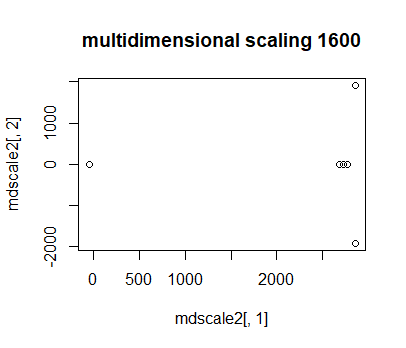 multidimensional scaling 1600
mdscale2[, 2]
1000
0
-2000
0 500 1000 2000
mdscale2[, 1]